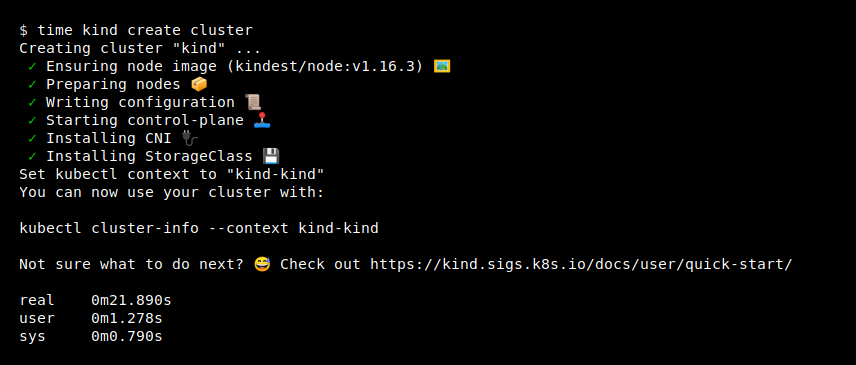 $ time kind create cluster
Creating cluster "kind" ...
✓ Ensuring node image (kindest/node:v1.16.3) 🖼
✓ Preparing nodes 📦
✓ Writing configuration 📜
✓ Starting control-plane 🕹
✓ Installing CNI 🔌
✓ Installing StorageClass 💾
Set kubectl context to "kind-kind"
You can now use your cluster with:
kubectl cluster-info --context kind-kind
Not sure what to do next? 😅 Check out https://kind.sigs.k8s.io/docs/user/quick-start/
real 0m21.890s
user 0m1.278s
sys 0m0.790s